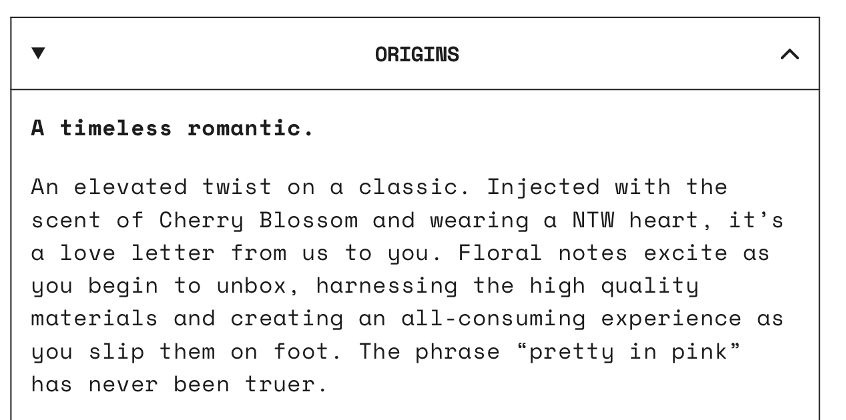 ORIGINS
A timeless romantic.
An elevated twist on a classic. Injected with the
scent of Cherry Blossom and wearing a NTW heart, it’s
a love letter from us to you. Floral notes excite as
you begin to unbox, harnessing the high quality
materials and creating an all-consuming experience as
you slip them on foot. The phrase “pretty in pink”
has never been truer.